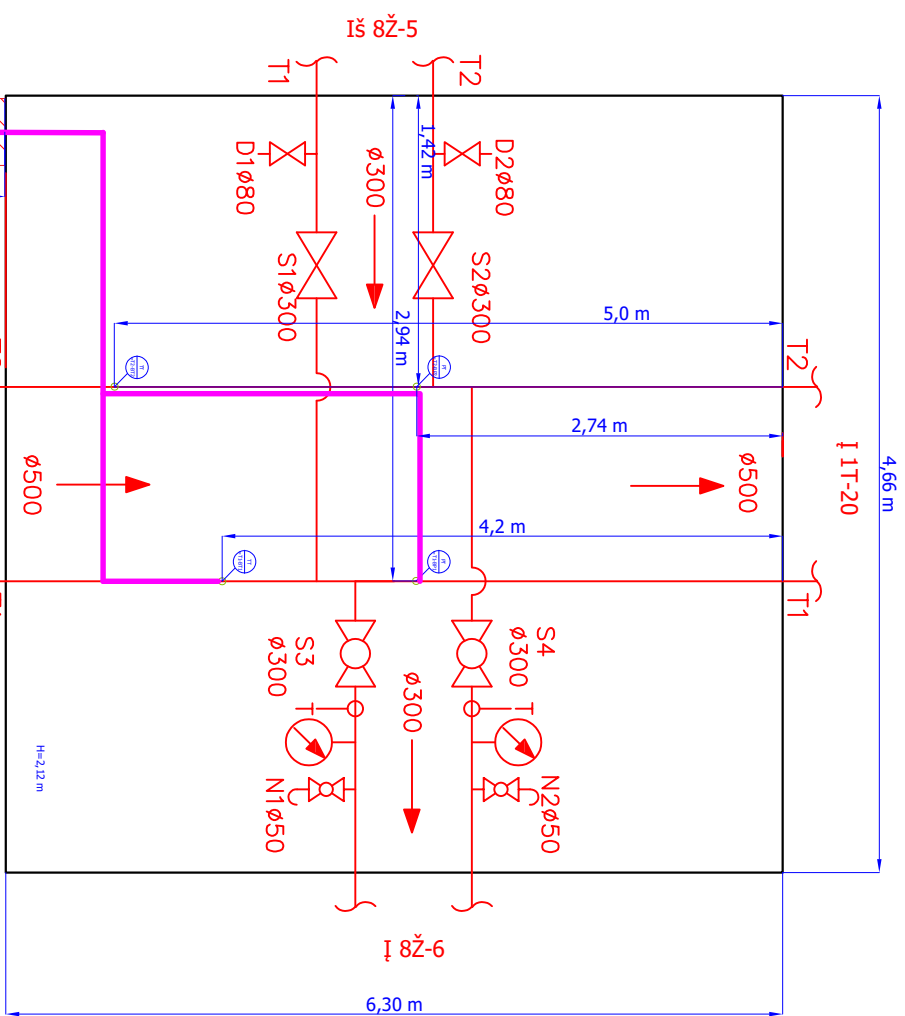 Iš 8Ž-5
T1
T2
D1ø80
D2ø80
ø300
1,42 m
S1ø300
S2ø300
2,94 m
5,0 m
T2
2,74 m
Į 1T-20
4,66 m
ø500
ø500
4,2 m
T1
S3
ø300
S4
ø300
T
T
ø300
N1ø50
N2ø50
H=2,12 m
Į 8Ž-6
6,30 m